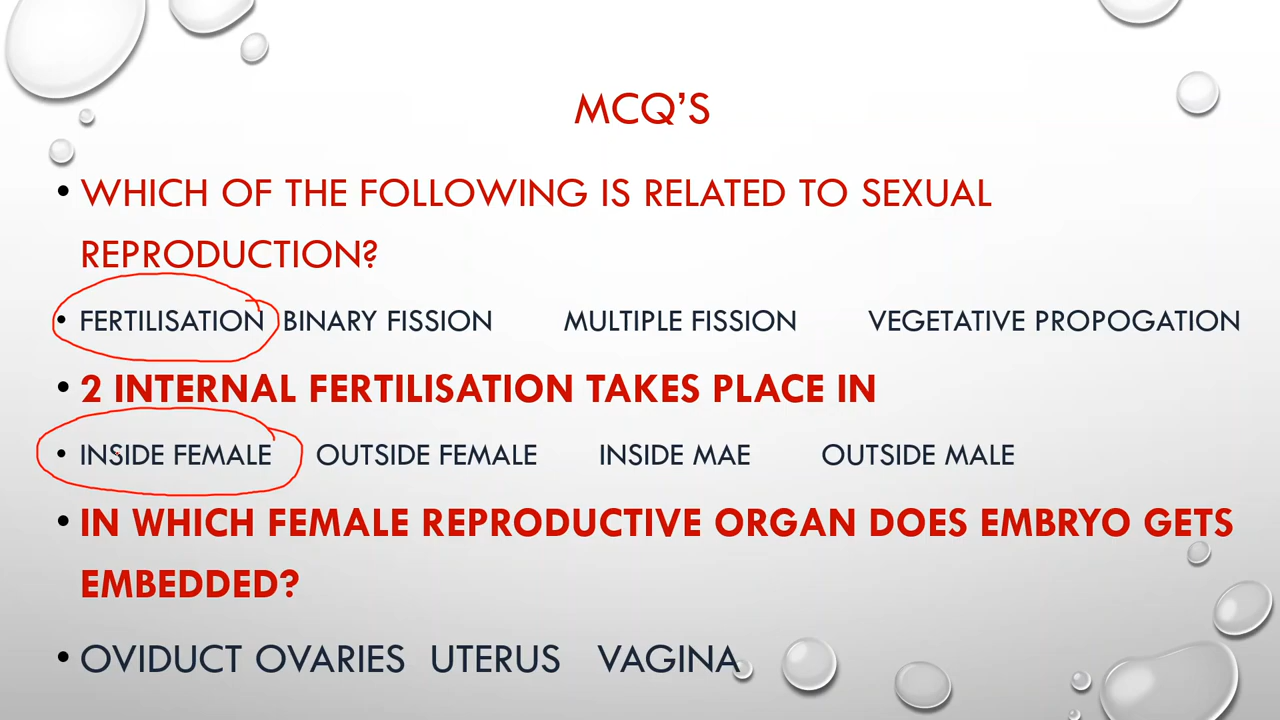 MCQ'S
• WHICH OF THE FOLLOWING IS RELATED TO SEXUAL
REPRODUCTION?
• FERTILISATION BINARY FISSION MULTIPLE FISSION VEGETATIVE PROPOGATION
• 2 INTERNAL FERTILISATION TAKES PLACE IN
• INSIDE FEMALE OUTSIDE FEMALE INSIDE MAE OUTSIDE MALE
• IN WHICH FEMALE REPRODUCTIVE ORGAN DOES EMBRYO GETS
EMBEDDED?
• OVIDUCT OVARIES UTERUS VAGINA